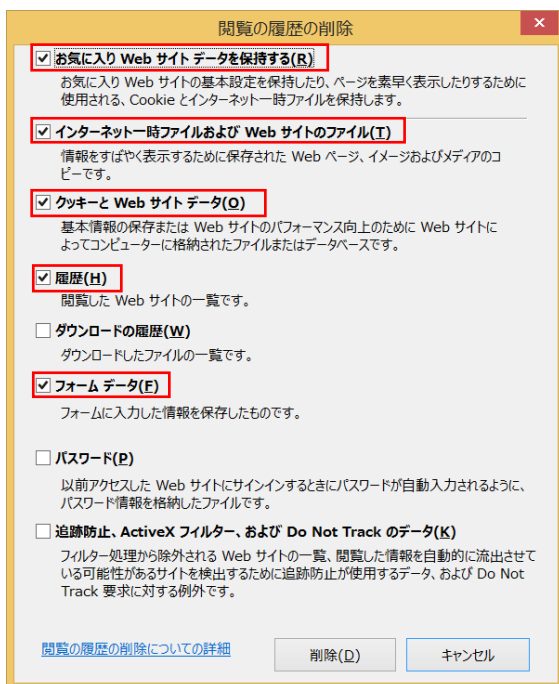 閲覧の履歴の削除
お気に入り Web サイト データを保持する(R)
お気に入り Web サイトの基本設定を保持したり、ページを素早く表示したりするために
使用される、Cookie とインターネット一時ファイルを保持します。
インターネット一時ファイルおよび Web サイトのファイル(T)
情報をすばやく表示するために保存された Web ページ、イメージおよびメディアのコ
ピーです。
クッキーと Web サイト データ(O)
基本情報の保存または Web サイトのパフォーマンス向上のために Web サイトに
よってコンピューターに格納されたファイルまたはデータベースです。
履歴(H)
閲覧した Web サイトの一覧です。
ダウンロードの履歴(W)
ダウンロードしたファイルの一覧です。
フォーム データ(F)
フォームに入力した情報を保存したものです。
パスワード(P)
以前アクセスした Web サイトにサインインするときにパスワードが自動入力されるように、
パスワード情報を格納したファイルです。
追跡防止、ActiveX フィルター、および Do Not Track のデータ(K)
フィルター処理から除外される Web サイトの一覧、閲覧した情報を自動的に流出させて
いる可能性があるサイトを検出するために追跡防止が使用するデータ、および Do Not
Track 要求に対する例外です。
閲覧の履歴の削除についての詳細
削除(D)
キャンセル